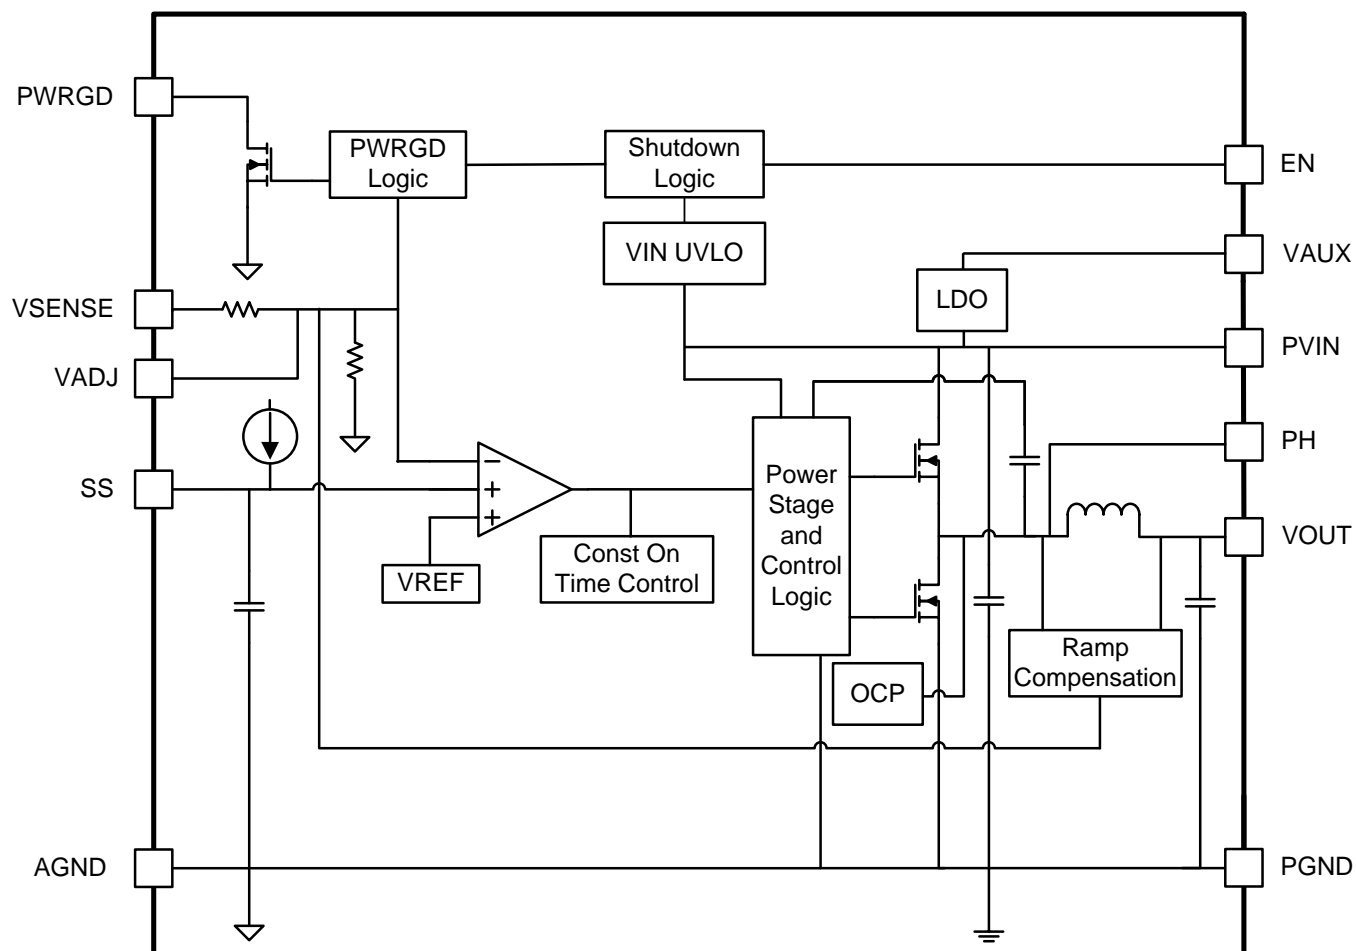 PWRGD
PWRGD
Logic
Shutdown
Logic
EN
VIN UVLO
VAUX
LDO
VSENSE
PVIN
VADJ
PH
SS
−
+
+
Power
Stage
and
Control
Logic
VOUT
VREF
Const On
Time Control
Ramp
Compensation
OCP
AGND
PGND